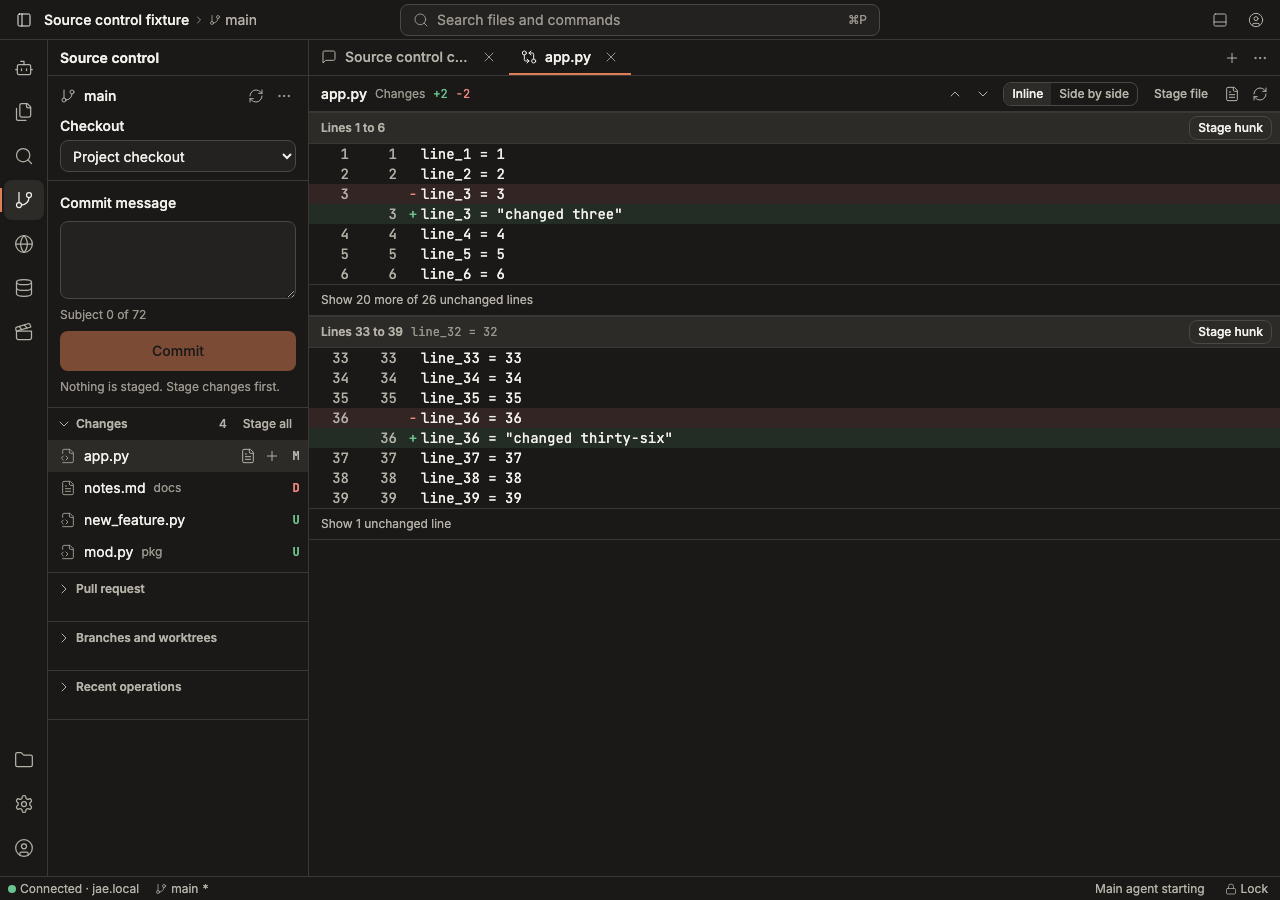 Source control fixture › main
Search files and commands ⌘P
Source control
main
Checkout
Project checkout
Commit message
Subject 0 of 72
Commit
Nothing is staged. Stage changes first.
Changes 4 Stage all
app.py M
notes.md docs D
new_feature.py U
mod.py pkg U
Pull request
Branches and worktrees
Recent operations
Source control c...
app.py
app.py Changes +2 -2 Inline Side by side Stage file
Lines 1 to 6 Stage hunk
1 1 line_1 = 1
2 2 line_2 = 2
3 - line_3 = 3
3 + line_3 = "changed three"
4 4 line_4 = 4
5 5 line_5 = 5
6 6 line_6 = 6
Show 20 more of 26 unchanged lines
Lines 33 to 39 line_32 = 32 Stage hunk
33 33 line_33 = 33
34 34 line_34 = 34
35 35 line_35 = 35
36 - line_36 = 36
36 + line_36 = "changed thirty-six"
37 37 line_37 = 37
38 38 line_38 = 38
39 39 line_39 = 39
Show 1 unchanged line
Connected · jae.local main * Main agent starting Lock